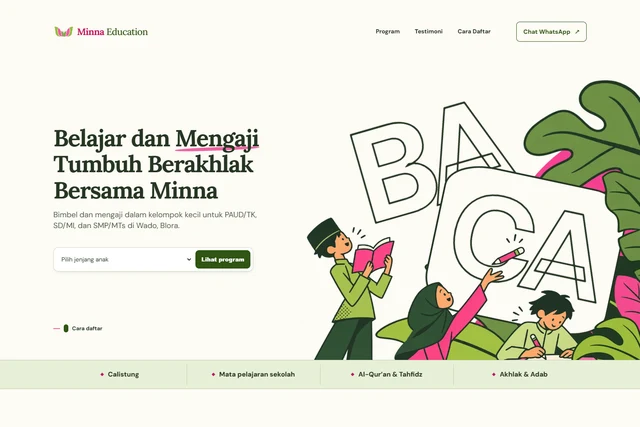 Minna Education
Program
Testimoni
Cara Daftar
Chat WhatsApp ↗
Belajar dan Mengaji
Tumbuh Berakhlak
Bersama Minna
Bimbel dan mengaji dalam kelompok kecil untuk PAUD/TK,
SD/MI, dan SMP/MTs di Wado, Blora.
Pilih jenjang anak
Lihat program
Cara daftar
BA
CA
Calistung
Mata pelajaran sekolah
Al-Qur'an & Tahfidz
Akhlak & Adab